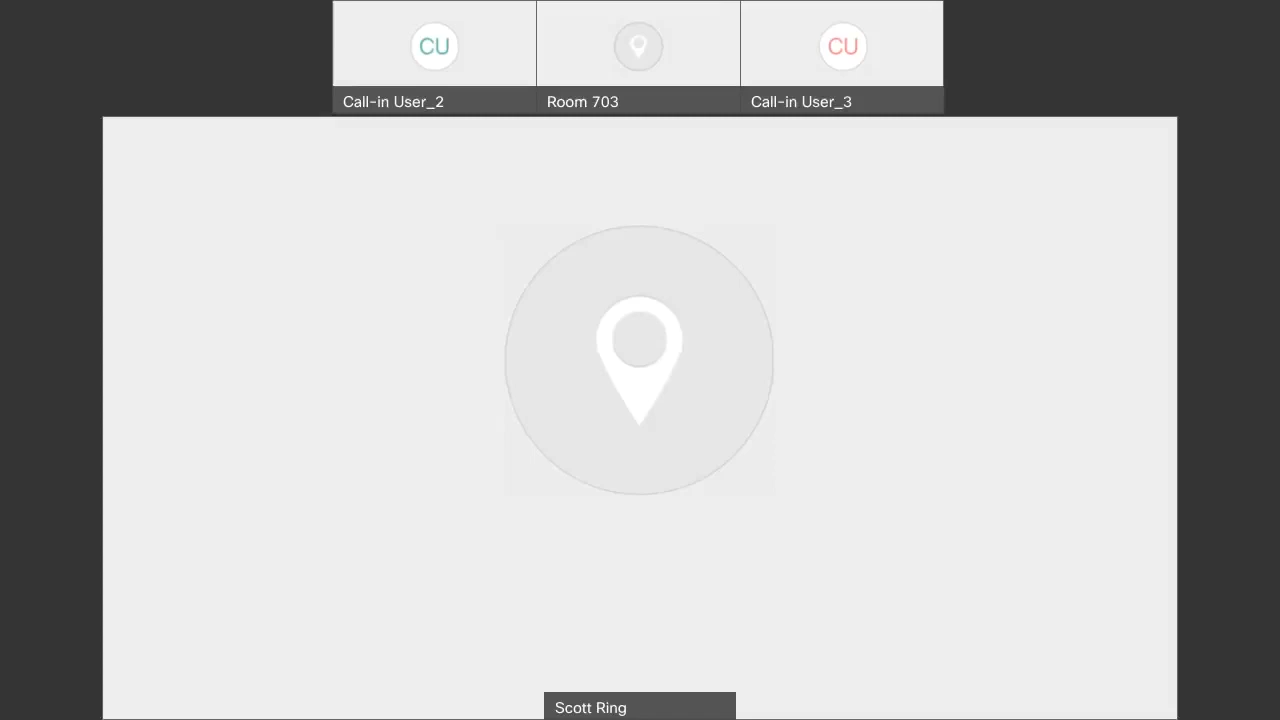 CU
CU
Call-in User_2
Room 703
Call-in User_3
Scott Ring